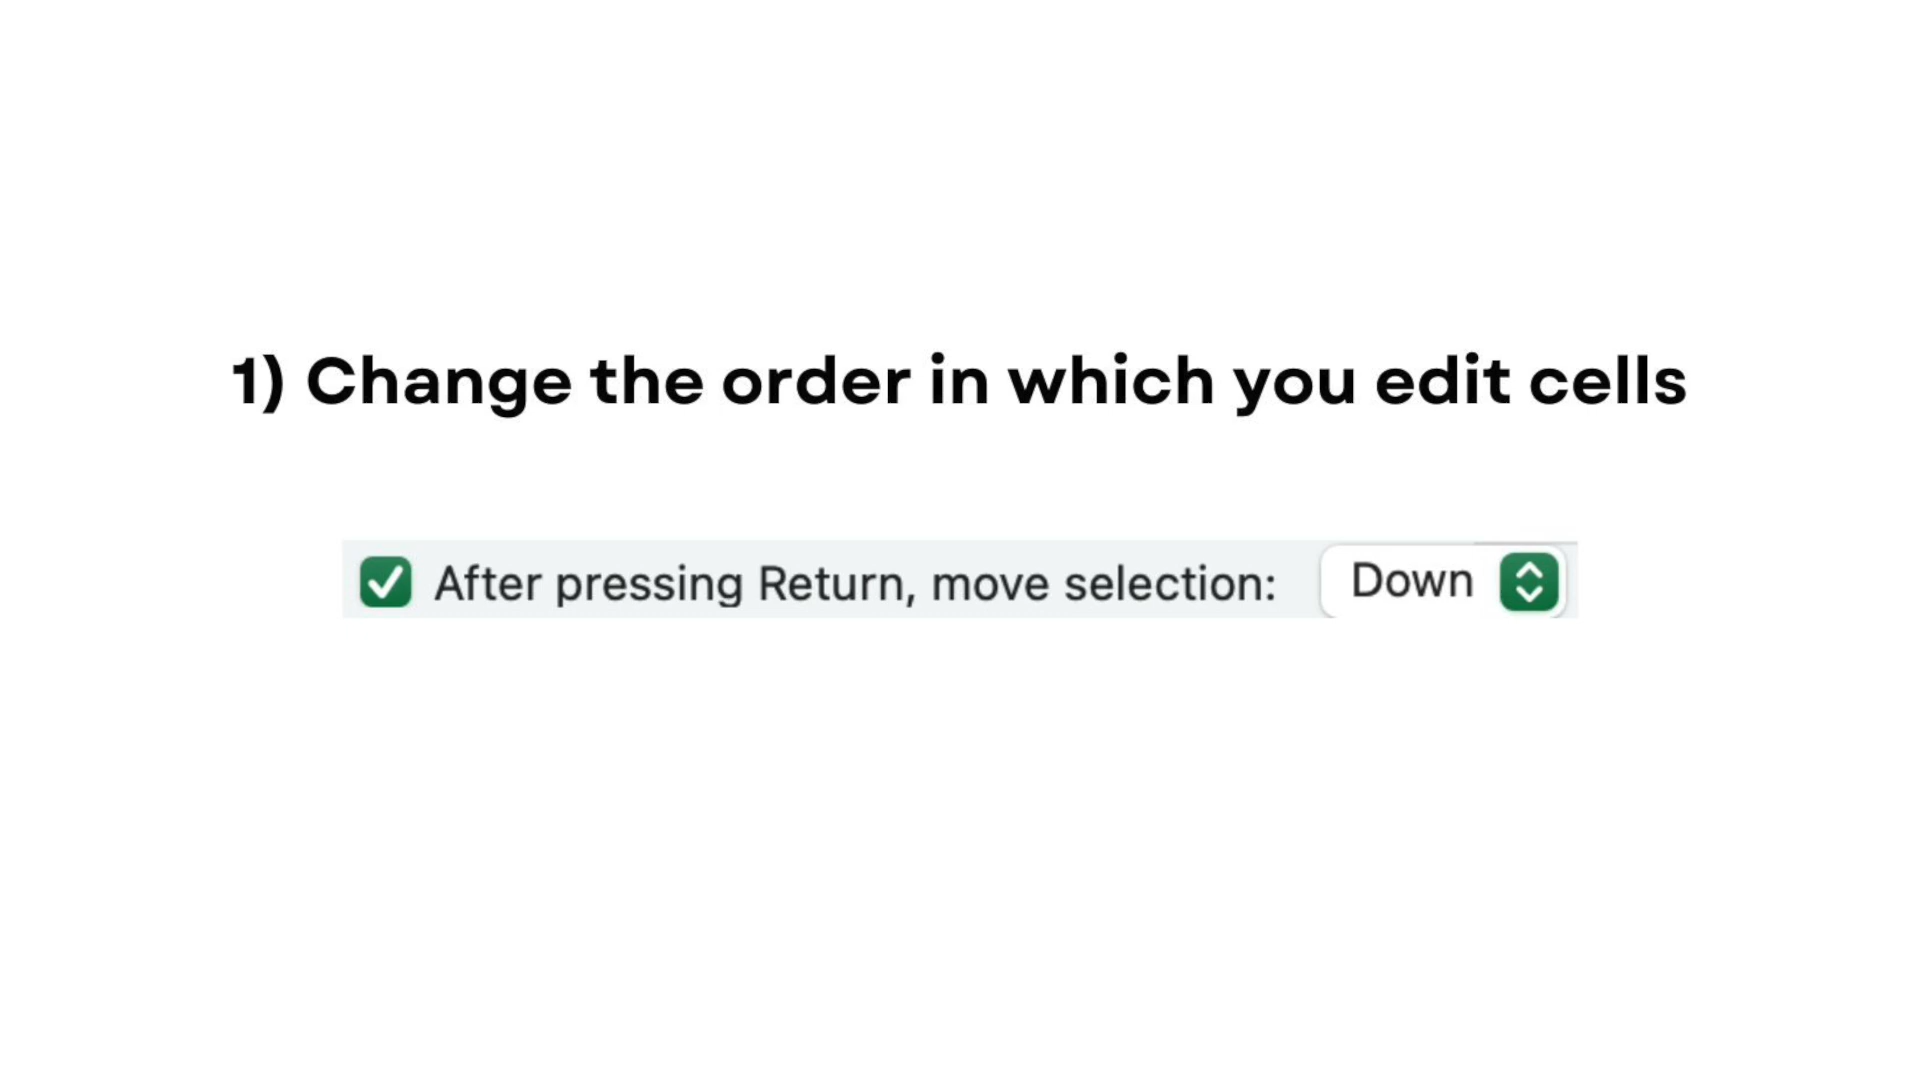 1) Change the order in which you edit cells
After pressing Return, move selection: Down